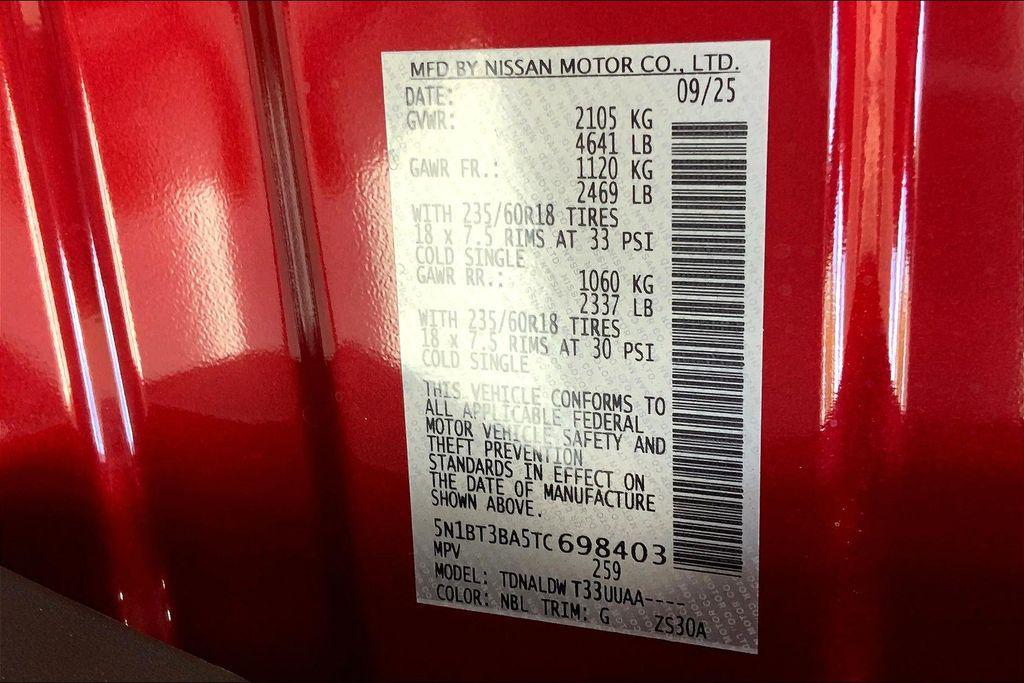 MFD BY NISSAN MOTOR CO., LTD.
DATE: 09/25
GVWR: 2105 KG
4641 LB
GAWR FR.: 1120 KG
2469 LB
WITH 235/60R18 TIRES
18 x 7.5 RIMS AT 33 PSI
COLD SINGLE
GAWR RR.: 1060 KG
2337 LB
WITH 235/60R18 TIRES
18 x 7.5 RIMS AT 30 PSI
COLD SINGLE
THIS VEHICLE CONFORMS TO
ALL APPLICABLE FEDERAL
MOTOR VEHICLE SAFETY AND
THEFT PREVENTION
STANDARDS IN EFFECT ON
THE DATE OF MANUFACTURE
SHOWN ABOVE.
5N1BT3BA5TC698403
MPV 259
MODEL: TDNALDW T33UUAA----
COLOR: NBL TRIM: G ZS30A